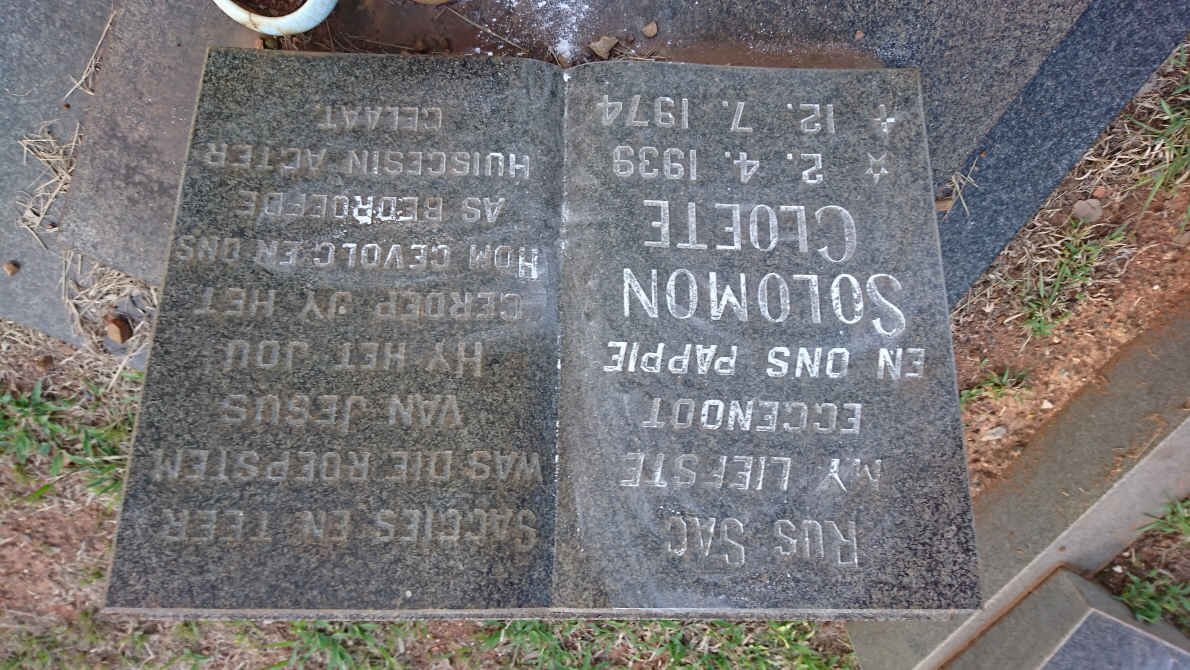 RUS SAG
MY LIEFSTE
EGGENOOT,
EN ONS PAPPIE
SOLOMON
CLOETE
☆ 2. 4. 1939
✝ 12. 7. 1974
SAGGIES EN TEER
WAS DIE ROEPSTEM
VAN JESUS
HY HET JOU
GEROEP JY HET
HOM GEVOLG EN ONS
AS BEDROEFDE
HUISGESIN AGTER
GELAAT.